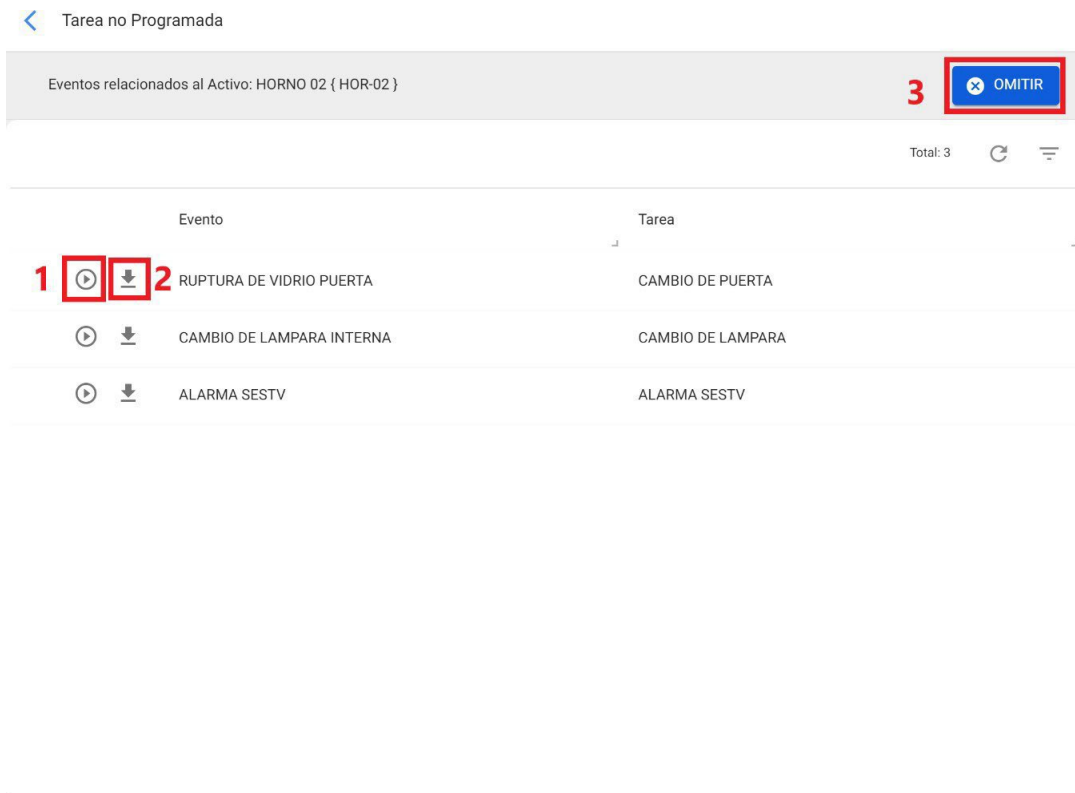 Tarea no Programada
Eventos relacionados al Activo: HORNO 02 { HOR-02 }
3
OMITIR
Total: 3
Evento Tarea
1 2 RUPTURA DE VIDRIO PUERTA CAMBIO DE PUERTA
CAMBIO DE LAMPARA INTERNA CAMBIO DE LAMPARA
ALARMA SESTV ALARMA SESTV